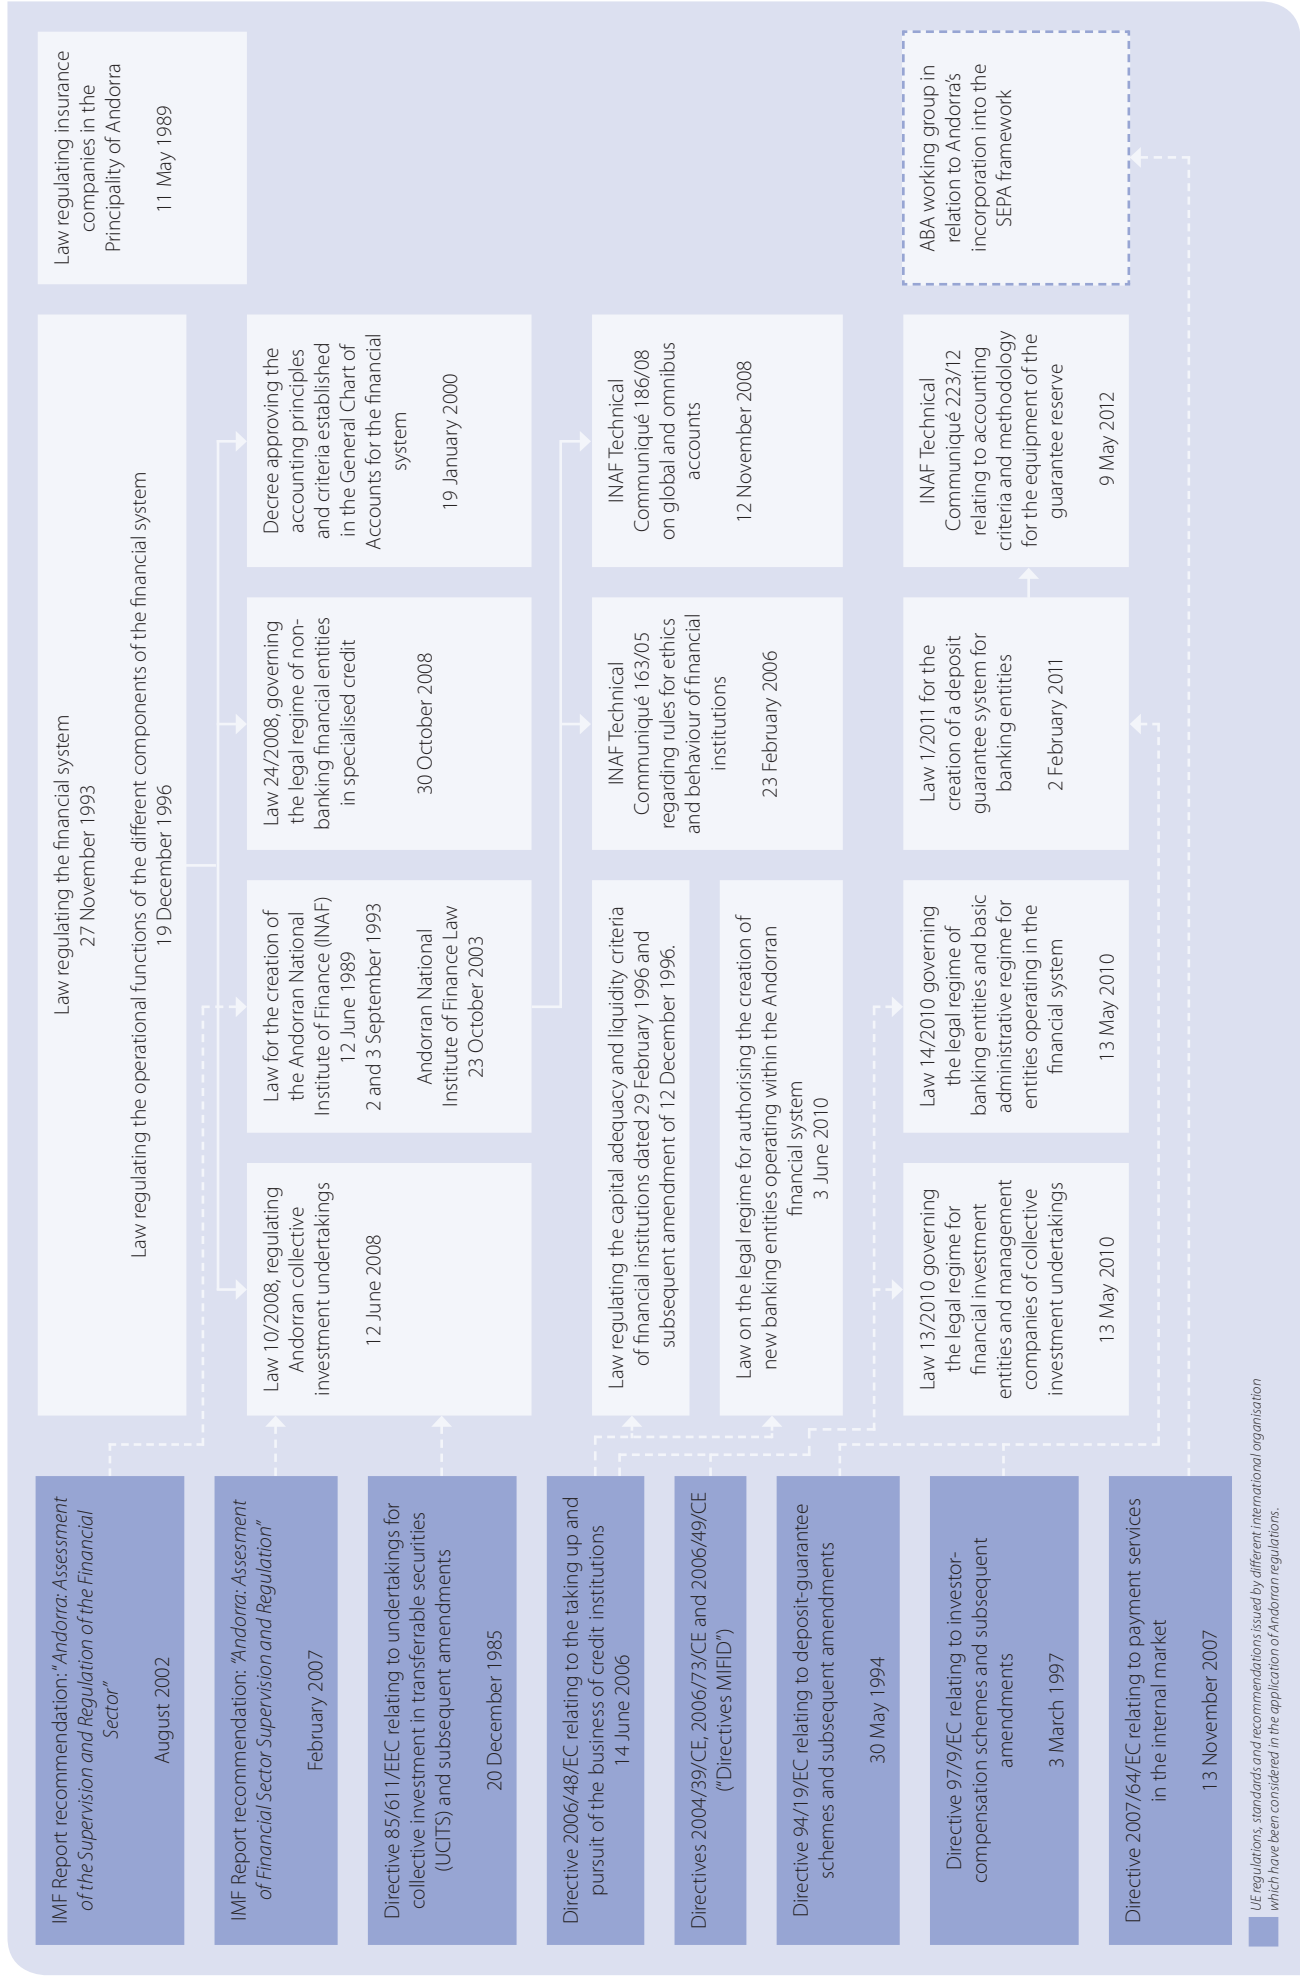 Law regulating the financial system
27 November 1993
Law regulating the operational functions of the different components of the financial system
19 December 1996
Law regulating insurance
companies in the
Principality of Andorra
11 May 1989
IMF Report recommendation: “Andorra: Assessment
of the Supervision and Regulation of the Financial
Sector”
August 2002
IMF Report recommendation: “Andorra: Assesment
of Financial Sector Supervision and Regulation”
February 2007
Directive 85/611/EEC relating to undertakings for
collective investment in transferrable securities
(UCITS) and subsequent amendments
20 December 1985
Directive 2006/48/EC relating to the taking up and
pursuit of the business of credit institutions
14 June 2006
Directives 2004/39/CE, 2006/73/CE and 2006/49/CE
(“Directives MIFID”)
Directive 94/19/EC relating to deposit-guarantee
schemes and subsequent amendments
30 May 1994
Directive 97/9/EC relating to investor-
compensation schemes and subsequent
amendments
3 March 1997
Directive 2007/64/EC relating to payment services
in the internal market
13 November 2007
Law 10/2008, regulating
Andorran collective
investment undertakings
12 June 2008
Law for the creation of
the Andorran National
Institute of Finance (INAF)
12 June 1989
2 and 3 September 1993
Andorran National
Institute of Finance Law
23 October 2003
Law 24/2008, governing
the legal regime of non-
banking financial entities
in specialised credit
30 October 2008
Decree approving the
accounting principles
and criteria established
in the General Chart of
Accounts for the financial
system
19 January 2000
Law regulating the capital adequacy and liquidity criteria
of financial institutions dated 29 February 1996 and
subsequent amendment of 12 December 1996.
Law on the legal regime for authorising the creation of
new banking entities operating within the Andorran
financial system
3 June 2010
INAF Technical
Communiqué 163/05
regarding rules for ethics
and behaviour of financial
institutions
23 February 2006
INAF Technical
Communiqué 186/08
on global and omnibus
accounts
12 November 2008
Law 13/2010 governing
the legal regime for
financial investment
entities and management
companies of collective
investment undertakings
13 May 2010
Law 14/2010 governing
the legal regime of
banking entities and basic
administrative regime for
entities operating in the
financial system
13 May 2010
Law 1/2011 for the
creation of a deposit
guarantee system for
banking entities
2 February 2011
INAF Technical
Communiqué 223/12
relating to accounting
criteria and methodology
for the equipment of the
guarantee reserve
9 May 2012
ABA working group in
relation to Andorra’s
incorporation into the
SEPA framework
UE regulations, standards and recommendations issued by different international organisation
which have been considered in the application of Andorran regulations.